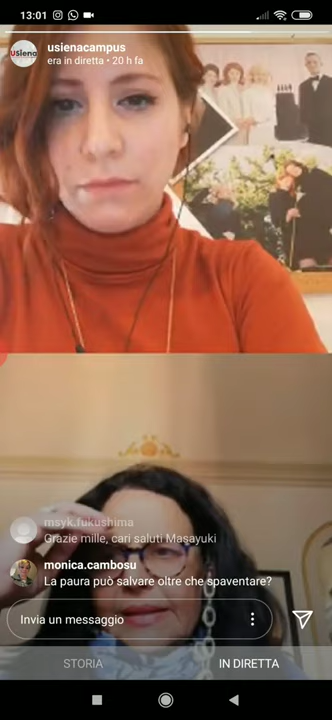 13:01
USiena
usienacampus
era in diretta • 20 h fa
msyk.fukushima
Grazie mille, cari saluti Masayuki
monica.cambosu
La paura può salvare oltre che spaventare?
Invia un messaggio
STORIA
IN DIRETTA